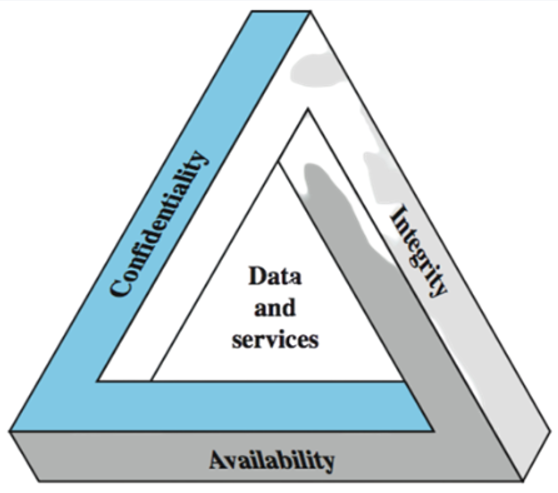 Confidentiality
Integrity
Data
and
services
Availability